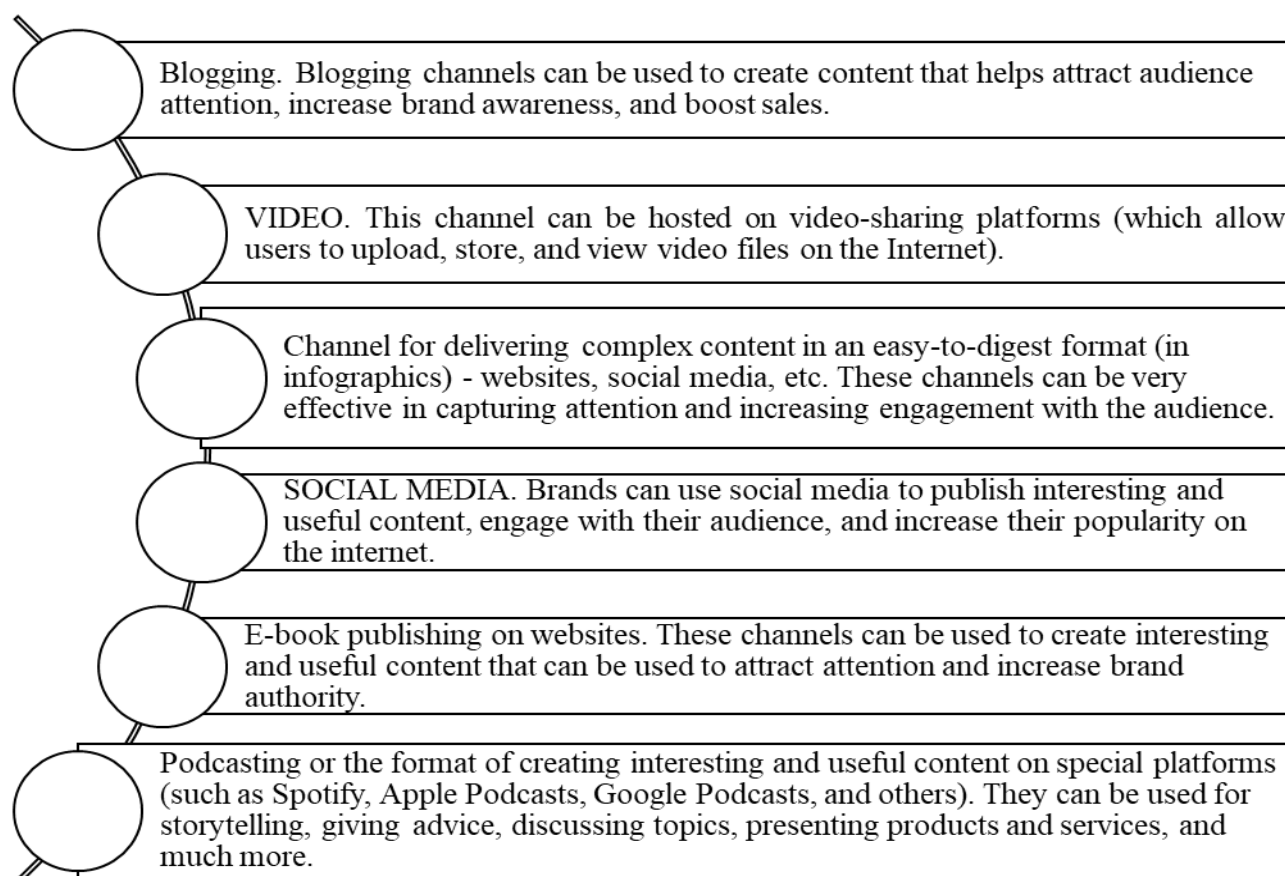 Blogging. Blogging channels can be used to create content that helps attract audience
attention, increase brand awareness, and boost sales.
VIDEO. This channel can be hosted on video-sharing platforms (which allow
users to upload, store, and view video files on the Internet).
Channel for delivering complex content in an easy-to-digest format (in
infographics) - websites, social media, etc. These channels can be very
effective in capturing attention and increasing engagement with the audience.
SOCIAL MEDIA. Brands can use social media to publish interesting and
useful content, engage with their audience, and increase their popularity on
the internet.
E-book publishing on websites. These channels can be used to create interesting
and useful content that can be used to attract attention and increase brand
authority.
Podcasting or the format of creating interesting and useful content on special platforms
(such as Spotify, Apple Podcasts, Google Podcasts, and others). They can be used for
storytelling, giving advice, discussing topics, presenting products and services, and
much more.